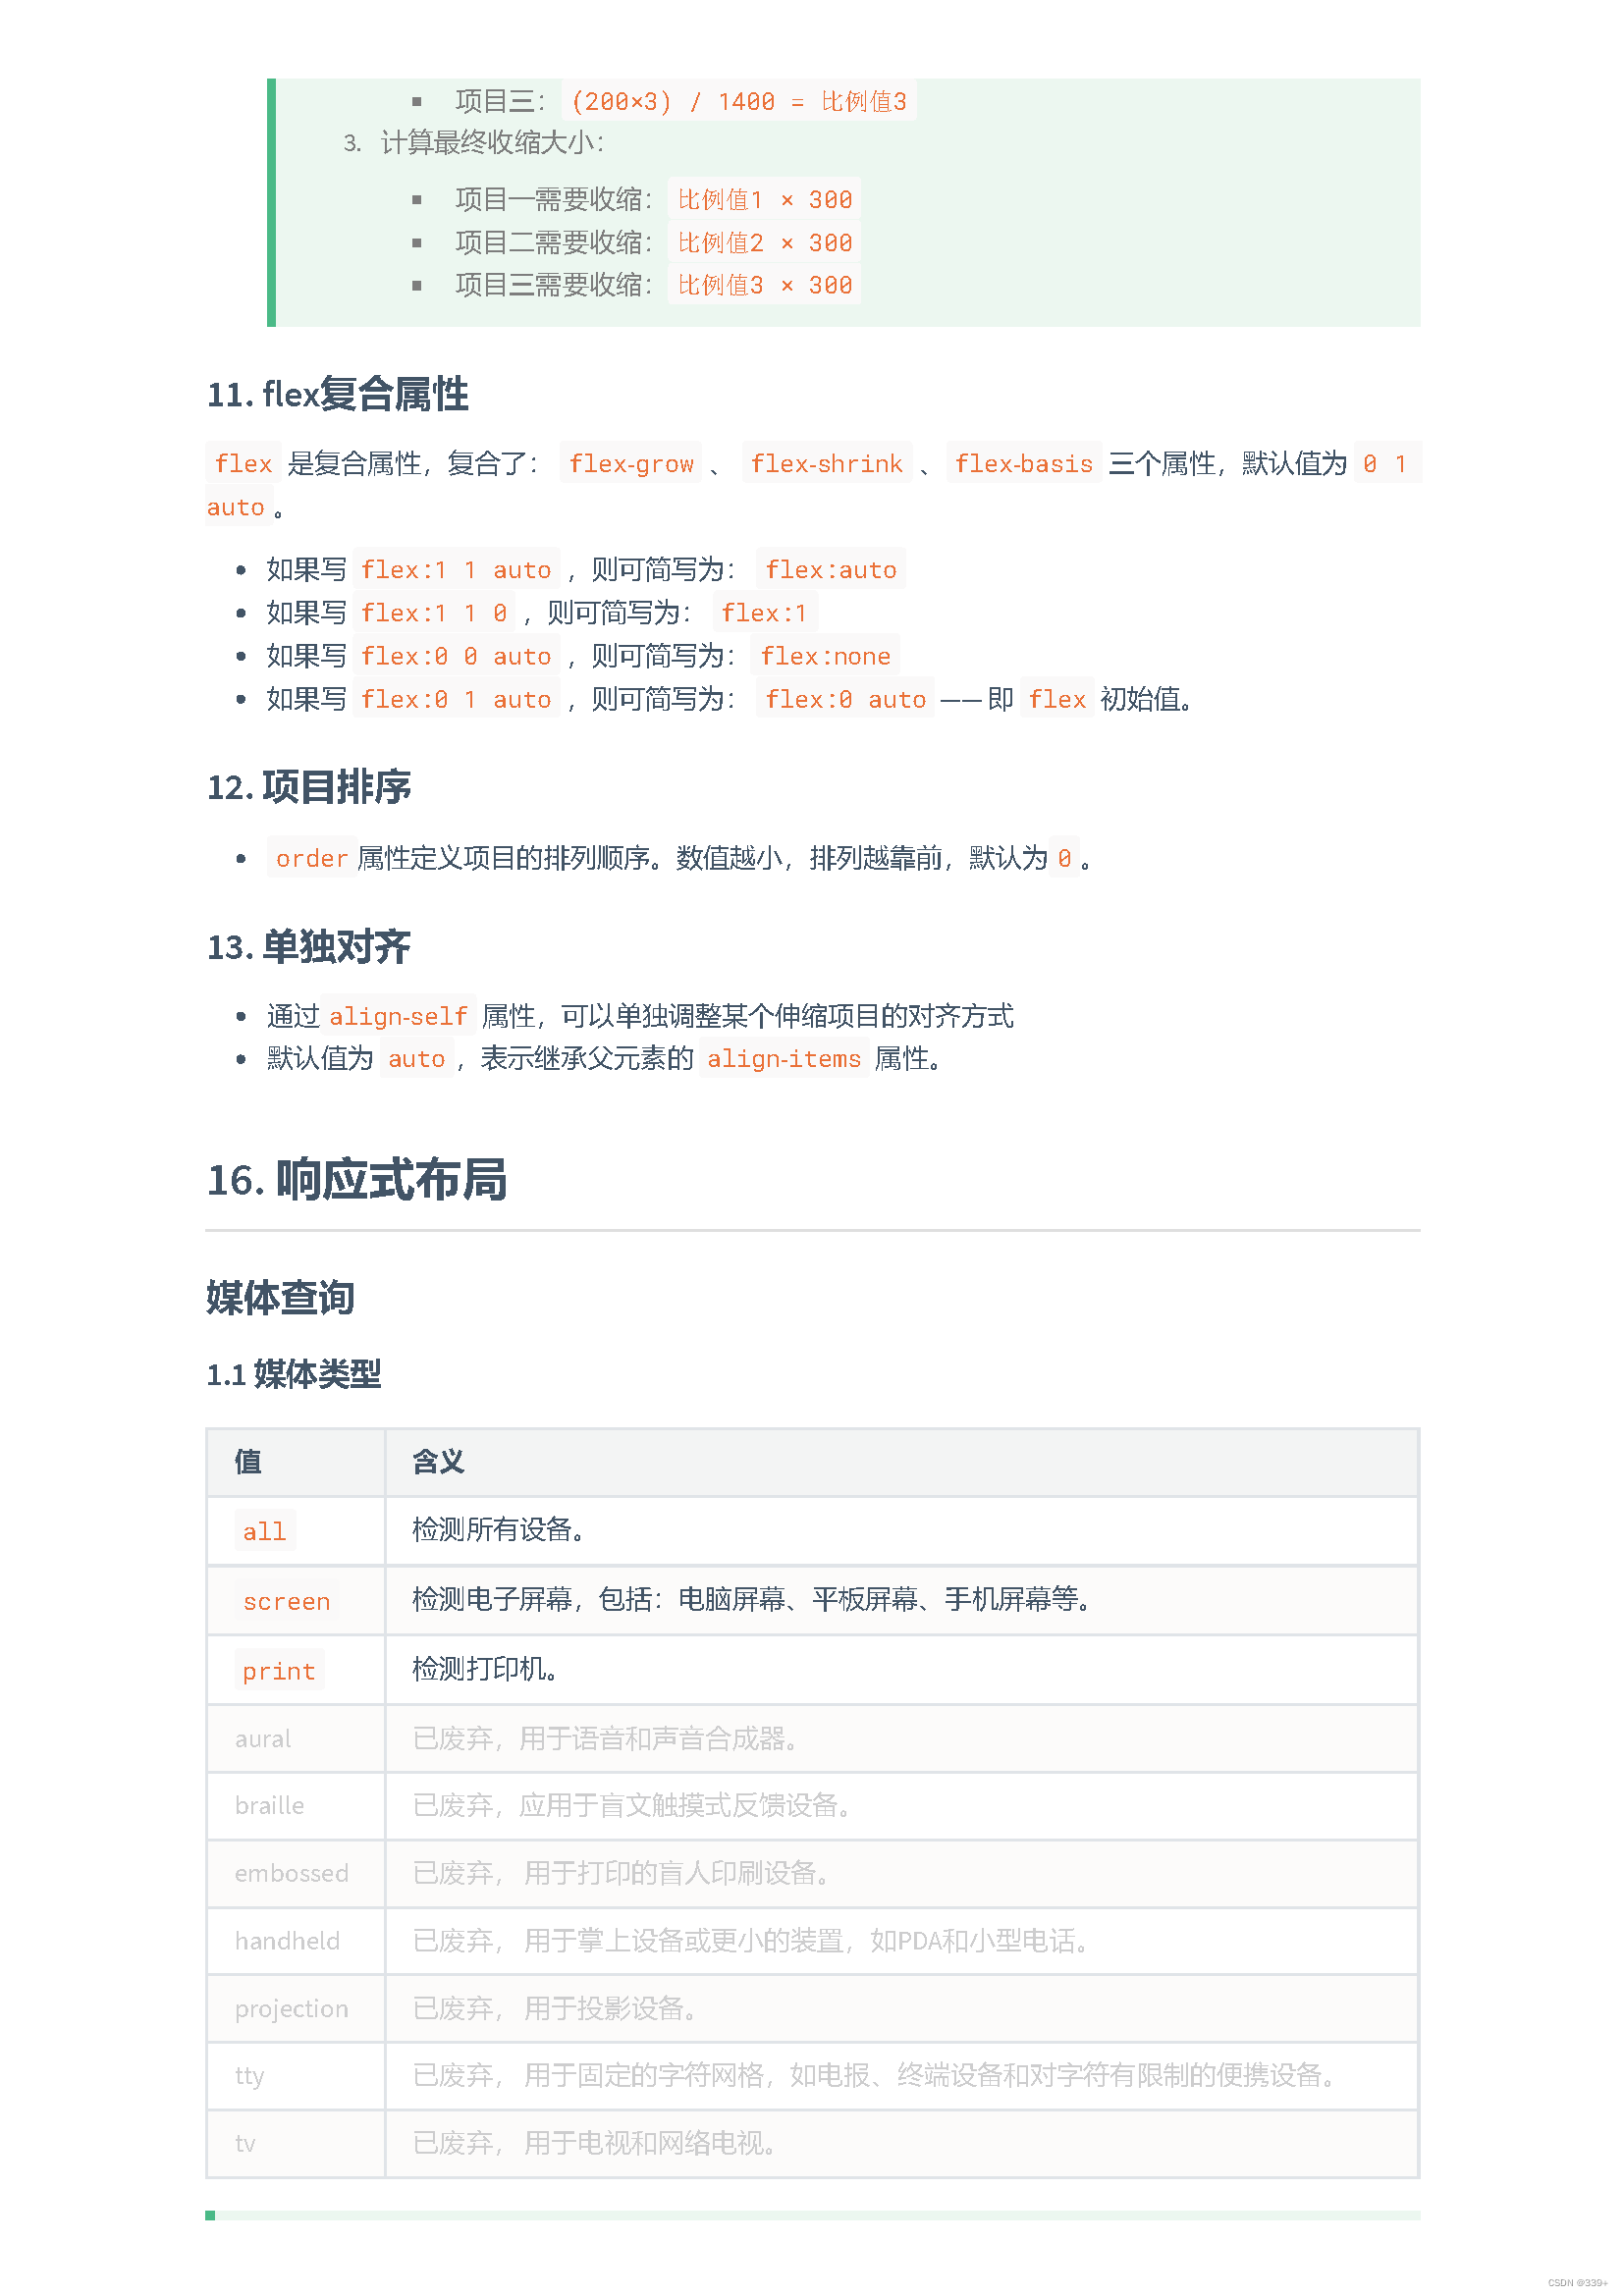 ▪ 项目三： (200×3) / 1400 = 比例值3
3. 计算最终收缩大小：
▪ 项目一需要收缩： 比例值1 × 300
▪ 项目二需要收缩： 比例值2 × 300
▪ 项目三需要收缩： 比例值3 × 300
11. flex复合属性
flex 是复合属性，复合了： flex-grow 、 flex-shrink 、 flex-basis 三个属性，默认值为 0 1
auto 。
• 如果写 flex:1 1 auto ，则可简写为： flex:auto
• 如果写 flex:1 1 0 ，则可简写为： flex:1
• 如果写 flex:0 0 auto ，则可简写为： flex:none
• 如果写 flex:0 1 auto ，则可简写为： flex:0 auto —— 即 flex 初始值。
12. 项目排序
• order 属性定义项目的排列顺序。数值越小，排列越靠前，默认为 0 。
13. 单独对齐
• 通过 align-self 属性，可以单独调整某个伸缩项目的对齐方式
• 默认值为 auto ，表示继承父元素的 align-items 属性。
16. 响应式布局
媒体查询
1.1 媒体类型
值 含义
all 检测所有设备。
screen 检测电子屏幕，包括：电脑屏幕、平板屏幕、手机屏幕等。
print 检测打印机。
aural 已废弃，用于语音和声音合成器。
braille 已废弃，应用于盲文触摸式反馈设备。
embossed 已废弃， 用于打印的盲人印刷设备。
handheld 已废弃， 用于掌上设备或更小的装置，如PDA和小型电话。
projection 已废弃， 用于投影设备。
tty 已废弃， 用于固定的字符网格，如电报、终端设备和对字符有限制的便携设备。
tv 已废弃， 用于电视和网络电视。
CSDN @339+